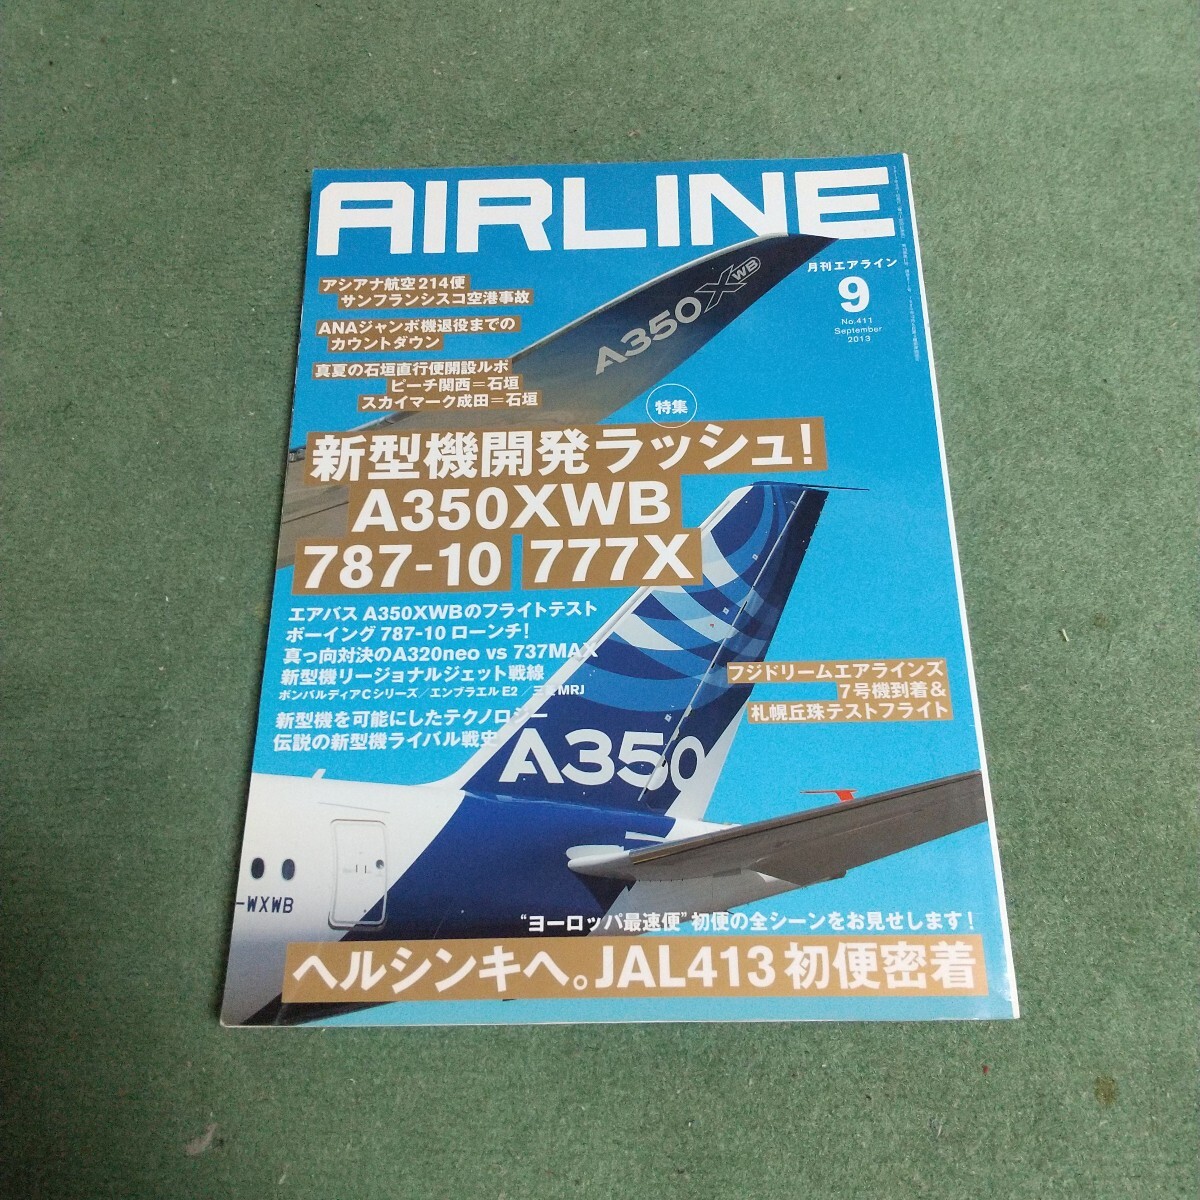 AIRLINE
月刊エアライン
9
No.411
September
2013
アシアナ航空214便
サンフランシスコ空港事故
ANAジャンボ機退役までの
カウントダウン
真夏の石垣直行便開設ルポ
ピーチ関西=石垣
スカイマーク成田=石垣
A350XWB
特集
新型機開発ラッシュ!
A350XWB
787-10 777X
エアバス A350XWBのフライトテスト
ボーイング 787-10 ローンチ!
真っ向対決のA320neo vs 737MAX
新型機リージョナルジェット戦線
ボンバルディアCシリーズ/エンブラエル E2/三菱MRJ
新型機を可能にしたテクノロジー
伝説の新型機ライバル戦史
フジドリームエアラインズ
7号機到着&
札幌丘珠テストフライト
A350
-WXWB
"ヨーロッパ最速便"初便の全シーンをお見せします!
ヘルシンキへ。JAL413初便密着